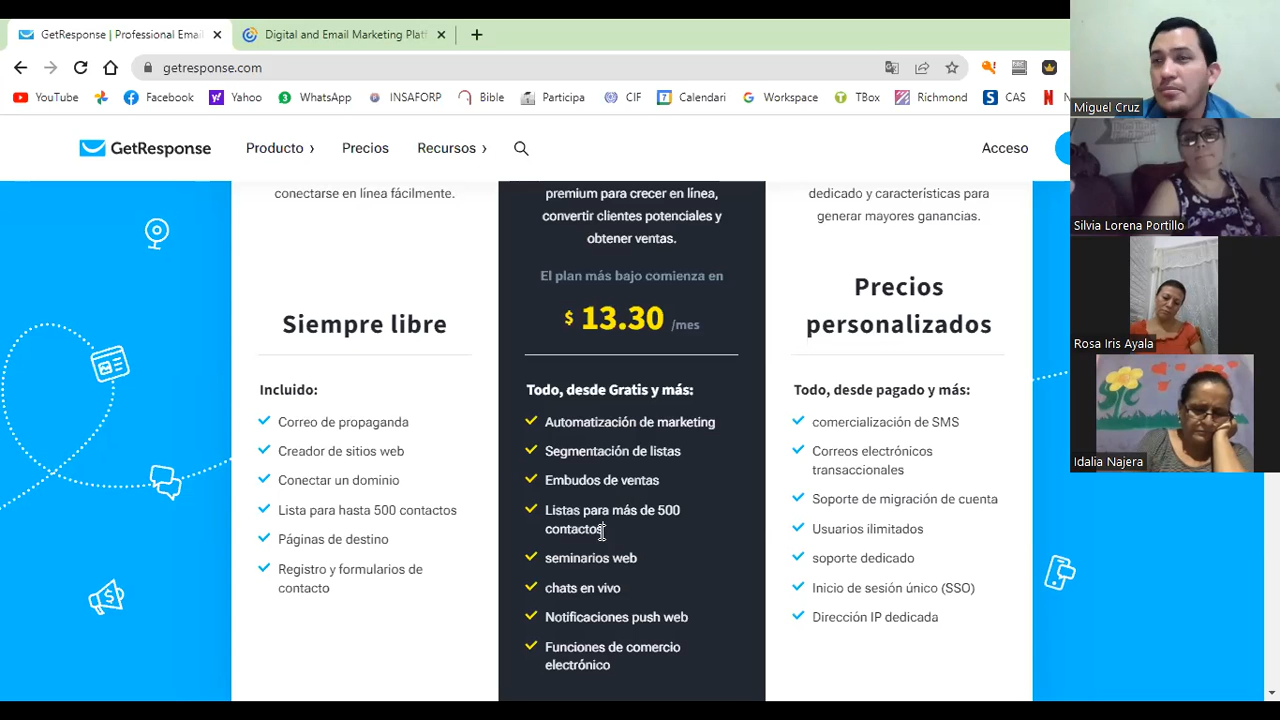 GetResponse | Professional Emai
Digital and Email Marketing Platf
getresponse.com
YouTube
Facebook
Yahoo
WhatsApp
INSAFORP
Bible
Participa
CIF
Calendari
Workspace
TBox
Richmond
CAS
N
GetResponse
Producto ›
Precios
Recursos ›
Acceso
conectarse en línea fácilmente.
Siempre libre
Incluido:
Correo de propaganda
Creador de sitios web
Conectar un dominio
Lista para hasta 500 contactos
Páginas de destino
Registro y formularios de
contacto
premium para crecer en línea,
convertir clientes potenciales y
obtener ventas.
El plan más bajo comienza en
$ 13.30 /mes
Todo, desde Gratis y más:
Automatización de marketing
Segmentación de listas
Embudos de ventas
Listas para más de 500
contactos
seminarios web
chats en vivo
Notificaciones push web
Funciones de comercio
electrónico
dedicado y características para
generar mayores ganancias.
Precios
personalizados
Todo, desde pagado y más:
comercialización de SMS
Correos electrónicos
transaccionales
Soporte de migración de cuenta
Usuarios ilimitados
soporte dedicado
Inicio de sesión único (SSO)
Dirección IP dedicada
Miguel Cruz
Silvia Lorena Portillo
Rosa Iris Ayala
Idalia Najera